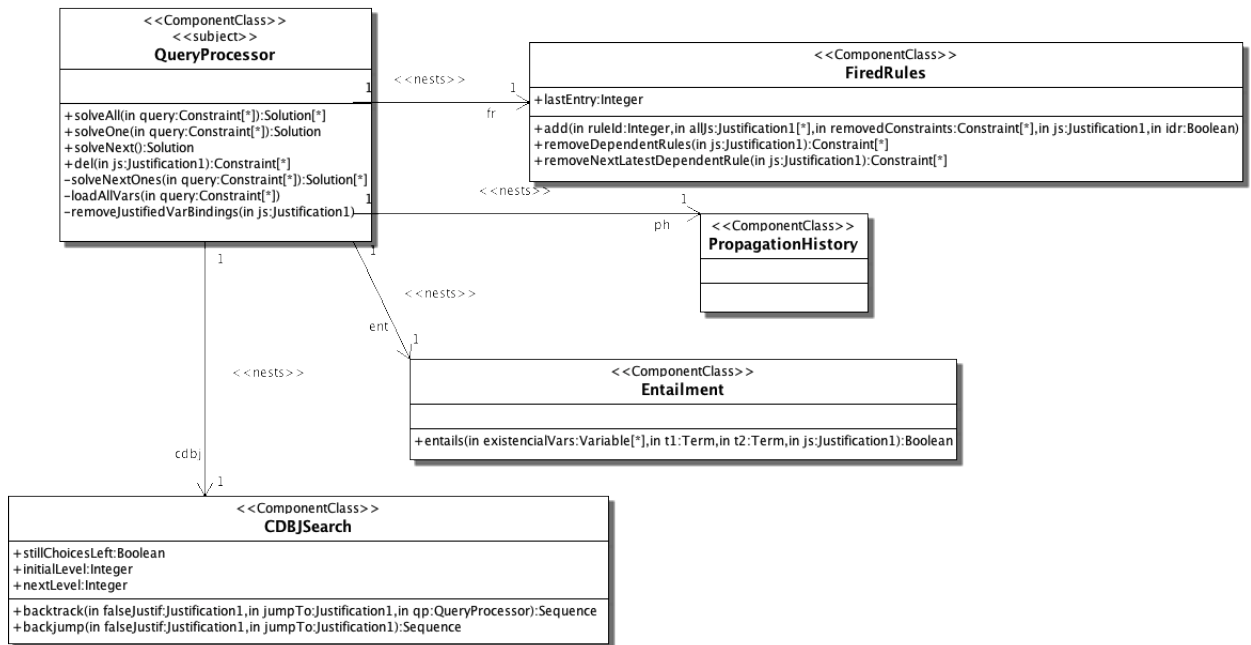 <<ComponentClass>>
<<subject>>
QueryProcessor
+solveAll(in query:Constraint[*]):Solution[*]
+solveOne(in query:Constraint[*]):Solution
+solveNext():Solution
+del(in js:Justification1):Constraint[*]
-solveNextOnes(in query:Constraint[*]):Solution[*]
-loadAllVars(in query:Constraint[*])
-removeJustifiedVarBindings(in js:Justification1)
1
<<nests>>
1
fr
<<ComponentClass>>
FiredRules
+lastEntry:Integer
+add(in ruleId:Integer,in allJs:Justification1[*],in removedConstraints:Constraint[*],in js:Justification1,in idr:Boolean)
+removeDependentRules(in js:Justification1):Constraint[*]
+removeNextLatestDependentRule(in js:Justification1):Constraint[*]
1
<<nests>>
1
ph
<<ComponentClass>>
PropagationHistory
1
<<nests>>
ent
1
<<ComponentClass>>
Entailment
+entails(in existencialVars:Variable[*],in t1:Term,in t2:Term,in js:Justification1):Boolean
1
<<nests>>
cdbj
1
<<ComponentClass>>
CDBJSearch
+stillChoicesLeft:Boolean
+initialLevel:Integer
+nextLevel:Integer
+backtrack(in falseJustif:Justification1,in jumpTo:Justification1,in qp:QueryProcessor):Sequence
+backjump(in falseJustif:Justification1,in jumpTo:Justification1):Sequence